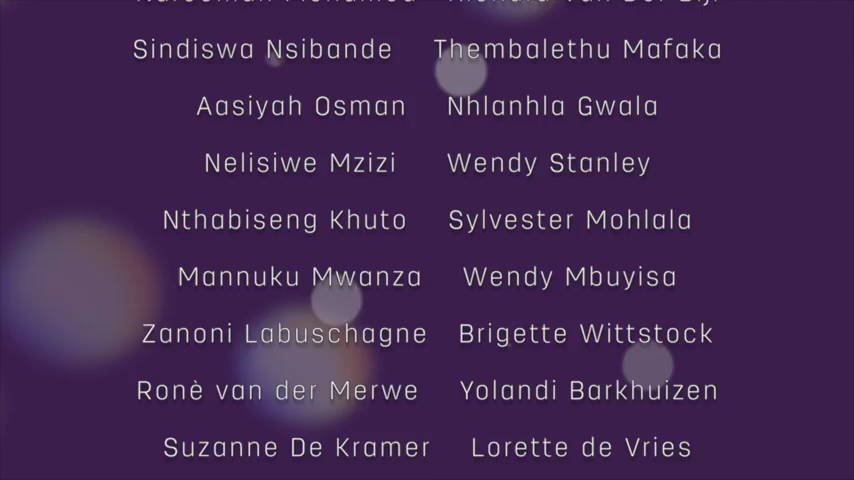 Sindiswa Nsibande Thembalethu Mafaka
Aasiyah Osman Nhlanhla Gwala
Nelisiwe Mzizi Wendy Stanley
Nthabiseng Khuto Sylvester Mohlala
Mannuku Mwanza Wendy Mbuyisa
Zanoni Labuschagne Brigette Wittstock
Ronè van der Merwe Yolandi Barkhuizen
Suzanne De Kramer Lorette de Vries